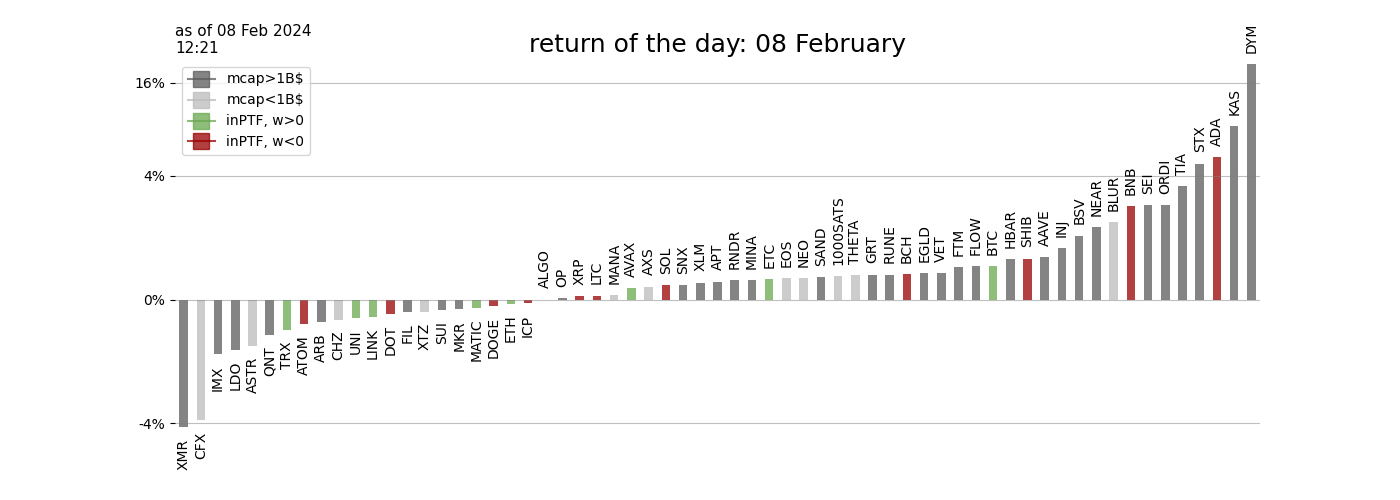 as of 08 Feb 2024
12:21
return of the day: 08 February
mcap>1B$
mcap<1B$
inPTF, w>0
inPTF, w<0
16%
4%
0%
-4%
XMR
CFX
IMX
LDO
ASTR
QNT
TRX
ATOM
ARB
CHZ
UNI
LINK
DOT
FIL
XTZ
SUI
MKR
MATIC
DOGE
ETH
ICP
ALGO
OP
XRP
LTC
MANA
AVAX
AXS
SOL
SNX
XLM
APT
RNDR
MINA
ETC
EOS
NEO
SAND
1000SATS
THETA
GRT
RUNE
BCH
EGLD
VET
FTM
FLOW
BTC
HBAR
SHIB
AAVE
INJ
BSV
NEAR
BLUR
BNB
SEI
ORDI
TIA
STX
ADA
KAS
DYM